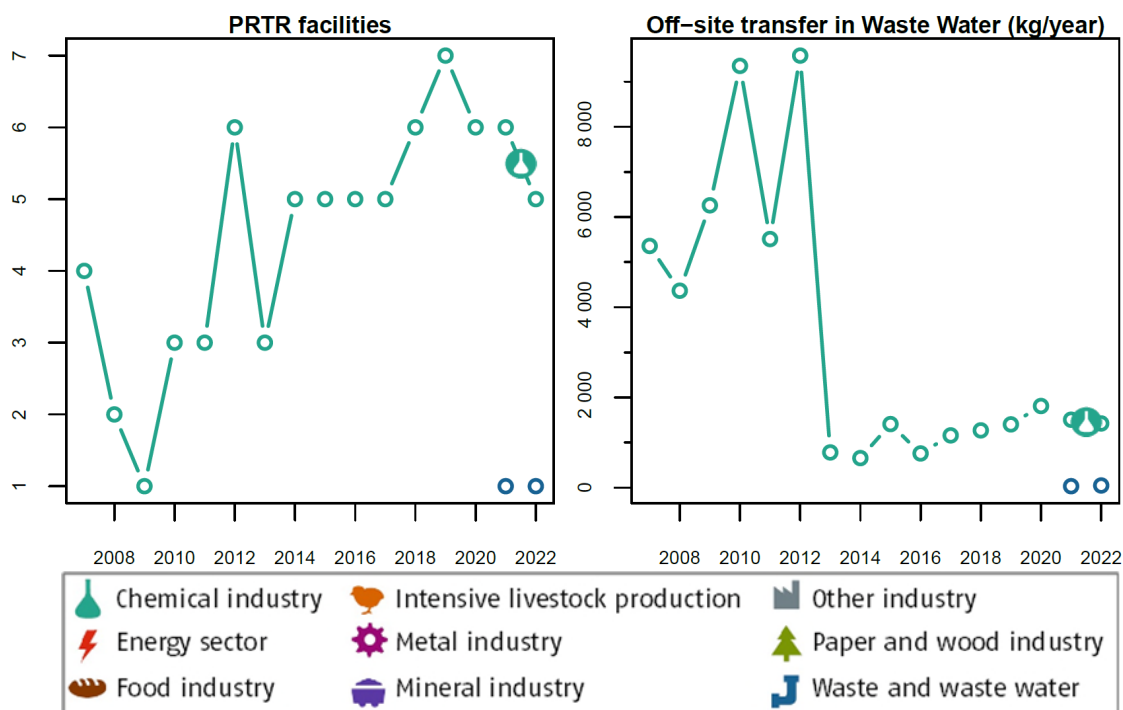 PRTR facilities
Off−site transfer in Waste Water (kg/year)
7
6
5
4
3
2
1
8 000
6 000
4 000
2 000
0
2008 2010 2012 2014 2016 2018 2020 2022
2008 2010 2012 2014 2016 2018 2020 2022
Chemical industry
Intensive livestock production
Other industry
Energy sector
Metal industry
Paper and wood industry
Food industry
Mineral industry
Waste and waste water